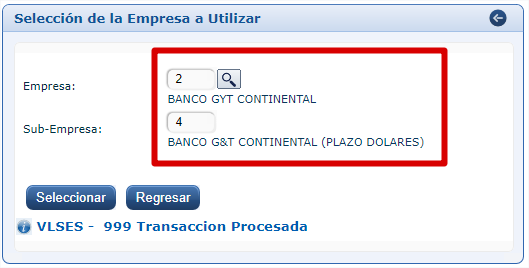 Selección de la Empresa a Utilizar
Empresa: 2
BANCO GYT CONTINENTAL
Sub-Empresa: 4
BANCO G&T CONTINENTAL (PLAZO DOLARES)
Seleccionar Regresar
VLSES - 999 Transaccion Procesada